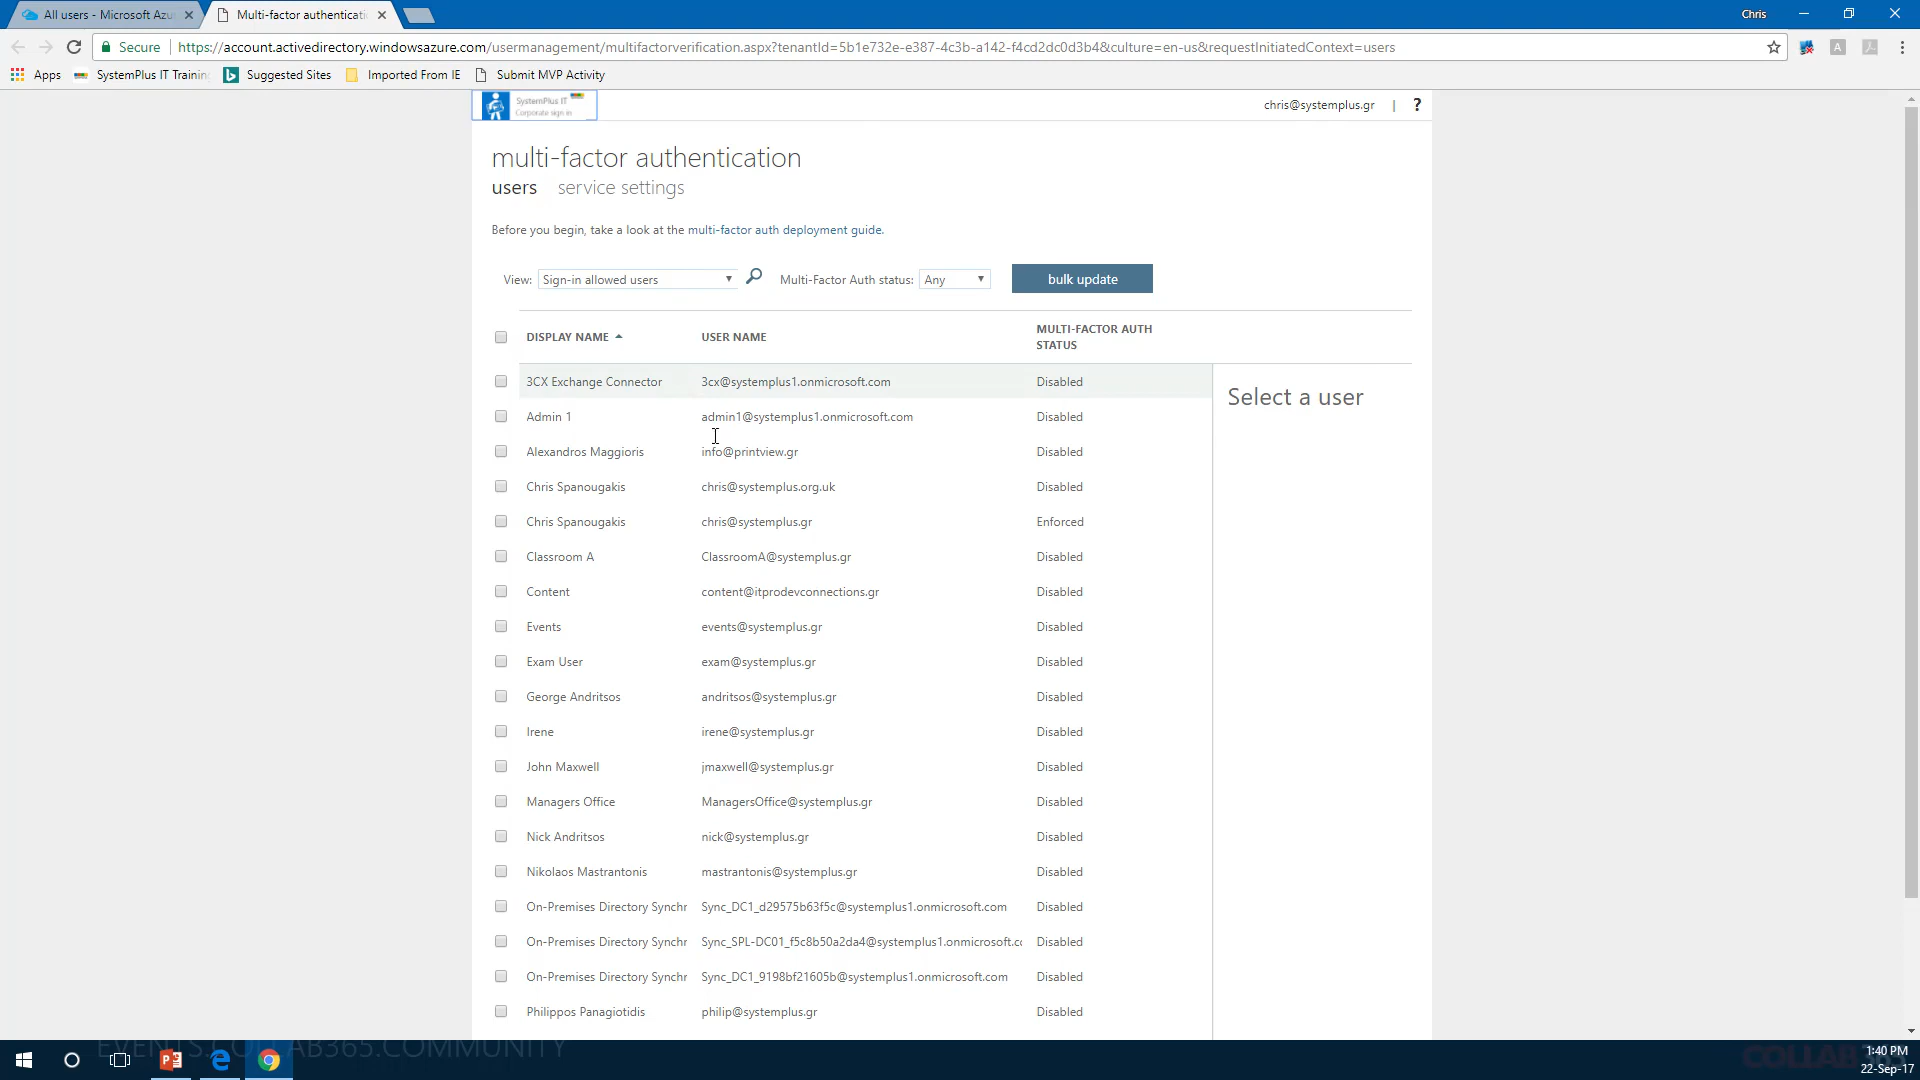 All users - Microsoft Azu
Multi-factor authenticati
Chris
Secure
https://account.activedirectory.windowsazure.com/usermanagement/multifactorverification.aspx?tenantId=5b1e732e-e387-4c3b-a142-f4cd2dc0d3b4&culture=en-us&requestInitiatedContext=users
Apps
SystemPlus IT Trainin
Suggested Sites
Imported From IE
Submit MVP Activity
SystemPlus IT
Corporate sign in
chris@systemplus.gr | ?
multi-factor authentication
users service settings
Before you begin, take a look at the multi-factor auth deployment guide.
View: Sign-in allowed users Multi-Factor Auth status: Any bulk update
DISPLAY NAME USER NAME MULTI-FACTOR AUTH
STATUS
3CX Exchange Connector 3cx@systemplus1.onmicrosoft.com Disabled
Select a user
Admin 1 admin1@systemplus1.onmicrosoft.com Disabled
Alexandros Maggioris info@printview.gr Disabled
Chris Spanougakis chris@systemplus.org.uk Disabled
Chris Spanougakis chris@systemplus.gr Enforced
Classroom A ClassroomA@systemplus.gr Disabled
Content content@itprodevconnections.gr Disabled
Events events@systemplus.gr Disabled
Exam User exam@systemplus.gr Disabled
George Andritsos andritsos@systemplus.gr Disabled
Irene irene@systemplus.gr Disabled
John Maxwell jmaxwell@systemplus.gr Disabled
Managers Office ManagersOffice@systemplus.gr Disabled
Nick Andritsos nick@systemplus.gr Disabled
Nikolaos Mastrantonis mastrantonis@systemplus.gr Disabled
On-Premises Directory Synchr Sync_DC1_d29575b63f5c@systemplus1.onmicrosoft.com Disabled
On-Premises Directory Synchr Sync_SPL-DC01_f5c8b50a2da4@systemplus1.onmicrosoft.co Disabled
On-Premises Directory Synchr Sync_DC1_9198bf21605b@systemplus1.onmicrosoft.com Disabled
Philippos Panagiotidis philip@systemplus.gr Disabled
EVENTS.COLLAB365.COMMUNITY
COLLAB365
1:40 PM
22-Sep-17